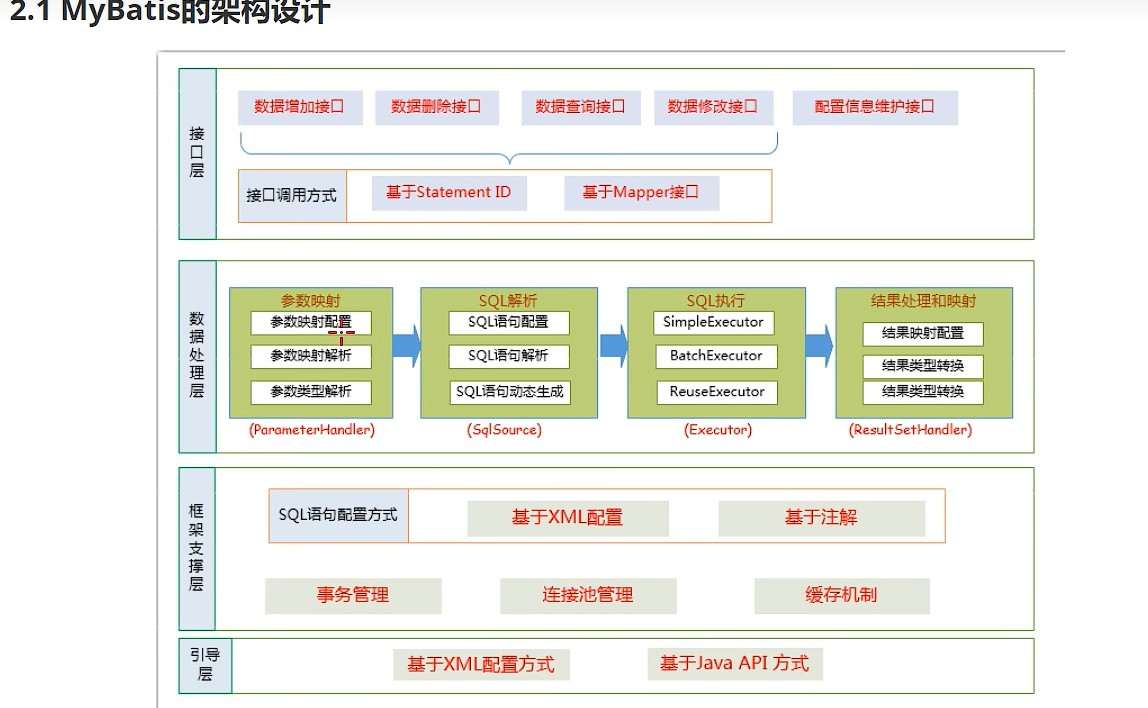 2.1 MyBatis的架构设计
接口层
数据增加接口
数据删除接口
数据查询接口
数据修改接口
配置信息维护接口
接口调用方式
基于Statement ID
基于Mapper接口
数据处理层
参数映射
参数映射配置
参数映射解析
参数类型解析
(ParameterHandler)
SQL解析
SQL语句配置
SQL语句解析
SQL语句动态生成
(SqlSource)
SQL执行
SimpleExecutor
BatchExecutor
ReuseExecutor
(Executor)
结果处理和映射
结果映射配置
结果类型转换
结果类型转换
(ResultSetHandler)
框架支撑层
SQL语句配置方式
基于XML配置
基于注解
事务管理
连接池管理
缓存机制
引导层
基于XML配置方式
基于Java API 方式